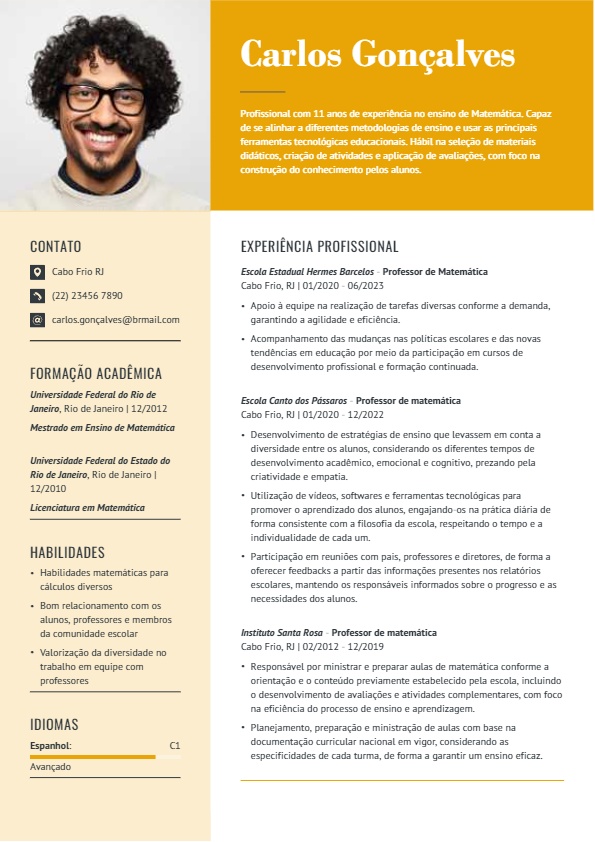 Carlos Gonçalves
Profissional com 11 anos de experiência no ensino de Matemática. Capaz
de se alinhar a diferentes metodologias de ensino e usar as principais
ferramentas tecnológicas educacionais. Hábil na seleção de materiais
didáticos, criação de atividades e aplicação de avaliações, com foco na
construção do conhecimento pelos alunos.
CONTATO
Cabo Frio RJ
(22) 23456 7890
@ carlos.gonçalves@brmail.com
FORMAÇÃO ACADÊMICA
Universidade Federal do Rio de
Janeiro, Rio de Janeiro | 12/2012
Mestrado em Ensino de Matemática
Universidade Federal do Estado do
Rio de Janeiro, Rio de Janeiro |
12/2010
Licenciatura em Matemática
HABILIDADES
• Habilidades matemáticas para
cálculos diversos
• Bom relacionamento com os
alunos, professores e membros
da comunidade escolar
• Valorização da diversidade no
trabalho em equipe com
professores
IDIOMAS
Espanhol: C1
Avançado
EXPERIÊNCIA PROFISSIONAL
Escola Estadual Hermes Barcelos - Professor de Matemática
Cabo Frio, RJ | 01/2020 - 06/2023
• Apoio à equipe na realização de tarefas diversas conforme a demanda,
garantindo a agilidade e eficiência.
• Acompanhamento das mudanças nas políticas escolares e das novas
tendências em educação por meio da participação em cursos de
desenvolvimento profissional e formação continuada.
Escola Canto dos Pássaros - Professor de matemática
Cabo Frio, RJ | 01/2020 - 12/2022
• Desenvolvimento de estratégias de ensino que levassem em conta a
diversidade entre os alunos, considerando os diferentes tempos de
desenvolvimento acadêmico, emocional e cognitivo, prezando pela
criatividade e empatia.
• Utilização de vídeos, softwares e ferramentas tecnológicas para
promover o aprendizado dos alunos, engajando-os na prática diária de
forma consistente com a filosofia da escola, respeitando o tempo e a
individualidade de cada um.
• Participação em reuniões com pais, professores e diretores, de forma a
oferecer feedbacks a partir das informações presentes nos relatórios
escolares, mantendo os responsáveis informados sobre o progresso e as
necessidades dos alunos.
Instituto Santa Rosa - Professor de matemática
Cabo Frio, RJ | 02/2012 - 12/2019
• Responsável por ministrar e preparar aulas de matemática conforme a
orientação e o conteúdo previamente estabelecido pela escola, incluindo
o desenvolvimento de avaliações e atividades complementares, com foco
na eficiência do processo de ensino e aprendizagem.
• Planejamento, preparação e ministração de aulas com base na
documentação curricular nacional em vigor, considerando as
especificidades de cada turma, de forma a garantir um ensino eficaz.